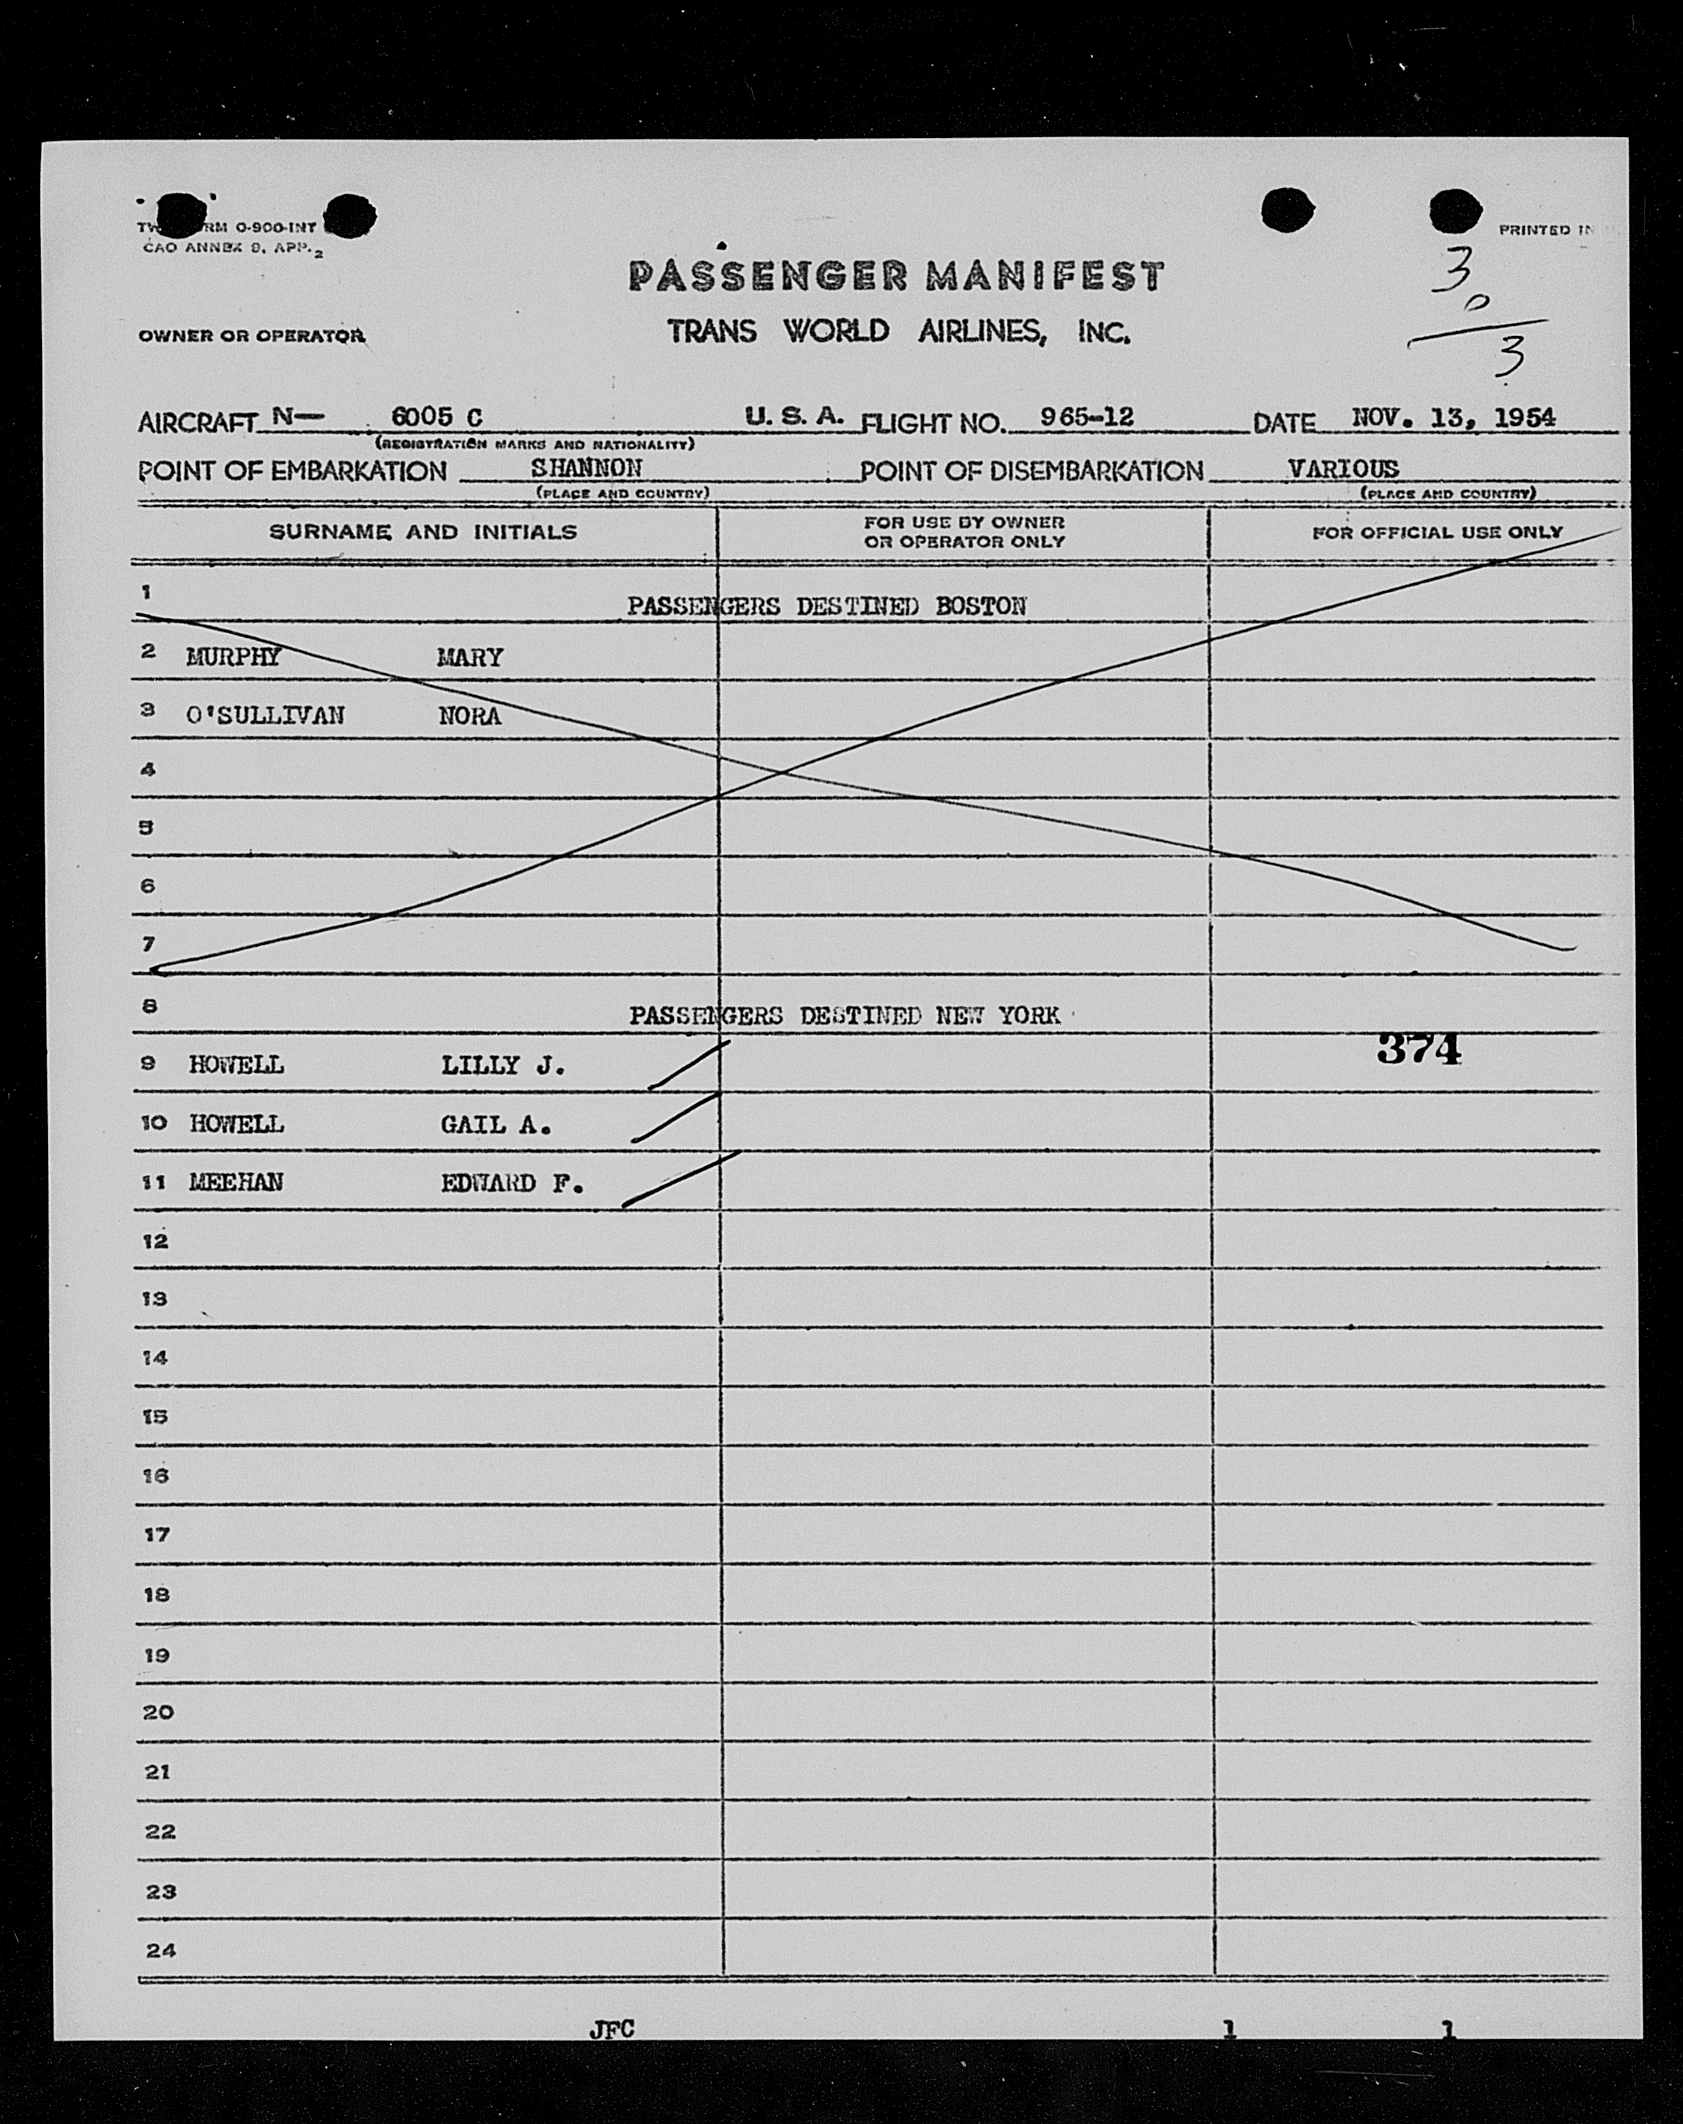 FORM O-900-INT
ICAO ANNEX 9, APP. 2
PRINTED IN
PASSENGER MANIFEST
3
0
3
OWNER OR OPERATOR
TRANS WORLD AIRLINES, INC.
AIRCRAFT N— 6005 C U. S. A. FLIGHT NO. 965-12 DATE NOV. 13, 1954
(REGISTRATION MARKS AND NATIONALITY)
POINT OF EMBARKATION SHANNON POINT OF DISEMBARKATION VARIOUS
(PLACE AND COUNTRY) (PLACE AND COUNTRY)
SURNAME AND INITIALS FOR USE BY OWNER OR OPERATOR ONLY FOR OFFICIAL USE ONLY
1 PASSENGERS DESTINED BOSTON
2 MURPHY MARY
3 O'SULLIVAN NORA
4
5
6
7
8 PASSENGERS DESTINED NEW YORK
9 HOWELL LILLY J. 374
10 HOWELL GAIL A.
11 MEEHAN EDWARD F.
12
13
14
15
16
17
18
19
20
21
22
23
24
JFC 1 1